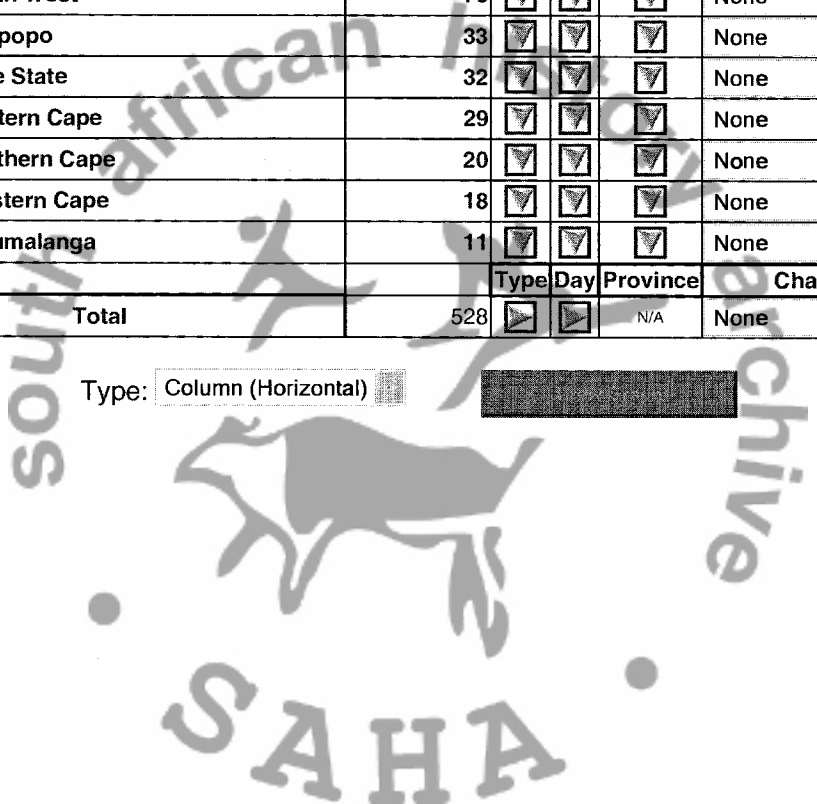 popo 33 None
e State 32 None
tern Cape 29 None
thern Cape 20 None
stern Cape 18 None
umalanga 11 None
Type Day Province Cha
Total 528 N/A None
Type: Column (Horizontal)
south african history archive
SAHA